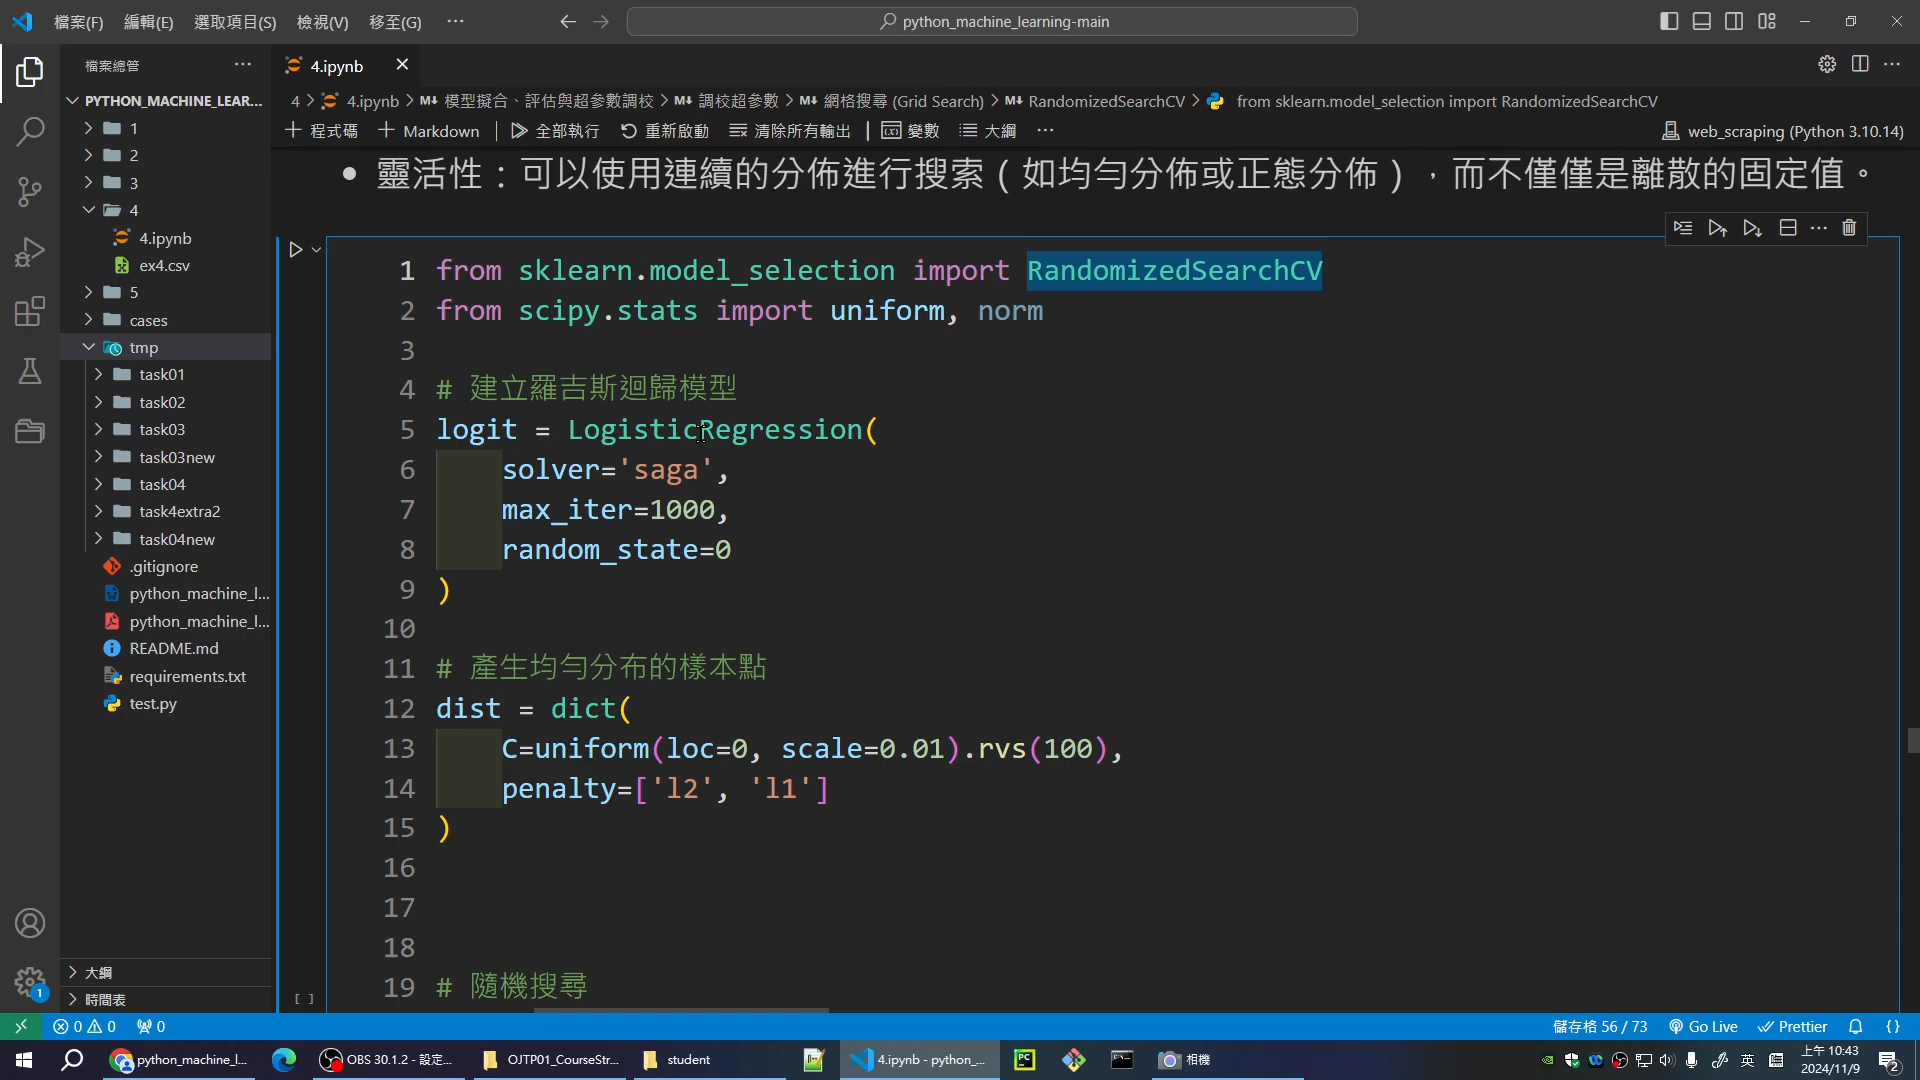 檔案(F) 編輯(E) 選取項目(S) 檢視(V) 移至(G) ··· python_machine_learning-main
檔案總管 ···
4.ipynb
PYTHON_MACHINE_LEAR...
1
2
3
4
4.ipynb
ex4.csv
5
cases
tmp
task01
task02
task03
task03new
task04
task4extra2
task04new
.gitignore
python_machine_l...
python_machine_l...
README.md
requirements.txt
test.py
大綱
時間表
4 > 4.ipynb > M↓ 模型擬合、評估與超參數調校 > M↓ 調校超參數 > M↓ 網格搜尋 (Grid Search) > M↓ RandomizedSearchCV > from sklearn.model_selection import RandomizedSearchCV
+ 程式碼 + Markdown | 全部執行 重新啟動 清除所有輸出 | 變數 大綱 ··· web_scraping (Python 3.10.14)
• 靈活性：可以使用連續的分佈進行搜索（如均勻分佈或正態分佈），而不僅僅是離散的固定值。
1 from sklearn.model_selection import RandomizedSearchCV
2 from scipy.stats import uniform, norm
3
4 # 建立羅吉斯迴歸模型
5 logit = LogisticRegression(
6 solver='saga',
7 max_iter=1000,
8 random_state=0
9 )
10
11 # 產生均勻分布的樣本點
12 dist = dict(
13 C=uniform(loc=0, scale=0.01).rvs(100),
14 penalty=['l2', 'l1']
15 )
16
17
18
19 # 隨機搜尋
[ ]
1
0 0 0 儲存格 56 / 73 Go Live Prettier {}
python_machine_l... OBS 30.1.2 - 設定... OJTP01_CourseStr... student 4.ipynb - python_... PC 相機 英 上午 10:43
2024/11/9 2